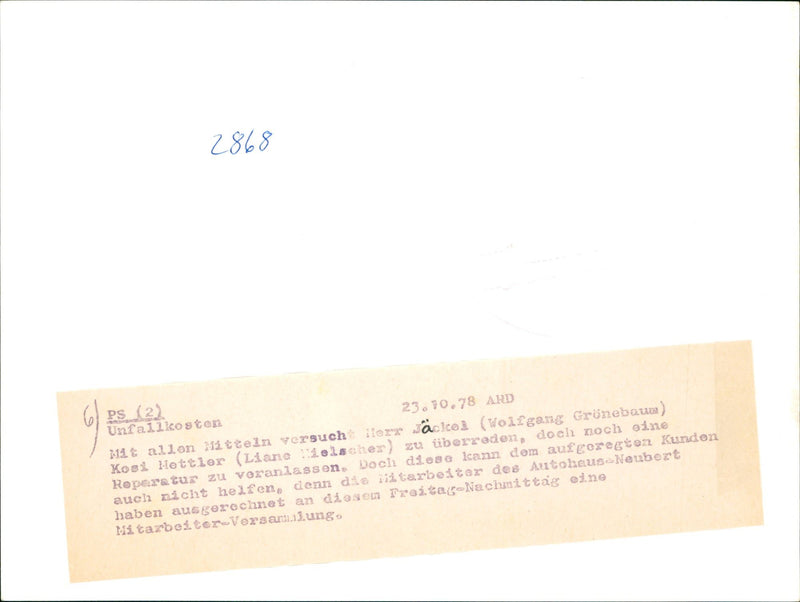 2868
6) PS (2) 23.10.78 ARD
Unfallkosten
Mit allen Mitteln versucht Herr Jäckel (Wolfgang Grönebaum)
Kosi Mettler (Liane Hielscher) zu überreden, doch noch eine
Reparatur zu veranlassen. Doch diese kann dem aufgeregten Kunden
auch nicht helfen, denn die Mitarbeiter des Autohaus-Neubert
haben ausgerechnet an diesem Freitag-Nachmittag eine
Mitarbeiter-Versammlung.